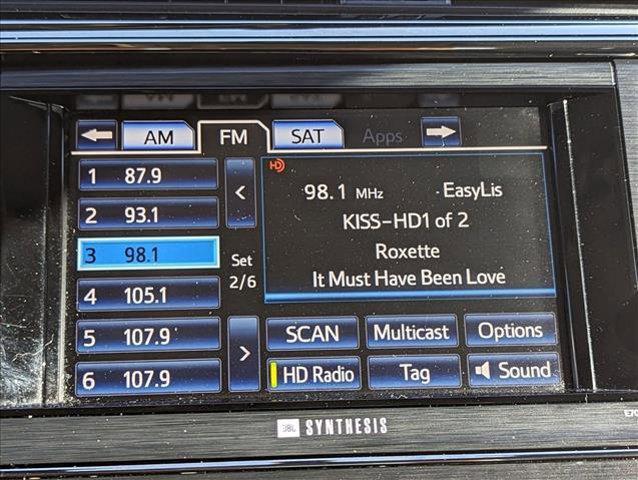 AM FM SAT Apps
HD
1 87.9
2 93.1
3 98.1
4 105.1
5 107.9
6 107.9
Set
2/6
98.1 MHz EasyLis
KISS-HD1 of 2
Roxette
It Must Have Been Love
SCAN Multicast Options
HD Radio Tag Sound
JBL SYNTHESIS